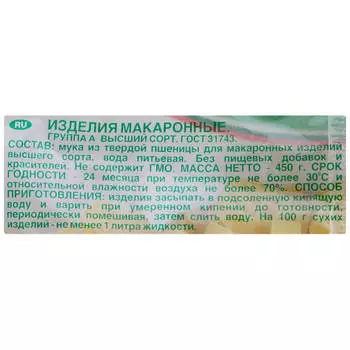 RU
ИЗДЕЛИЯ МАКАРОННЫЕ.
ГРУППА А ВЫСШИЙ СОРТ. ГОСТ 31743.
СОСТАВ: мука из твердой пшеницы для макаронных изделий
высшего сорта, вода питьевая. Без пищевых добавок и
красителей. Не содержит ГМО. МАССА НЕТТО - 450 г. СРОК
ГОДНОСТИ - 24 месяца при температуре не более 30°С и
относительной влажности воздуха не более 70%. СПОСОБ
ПРИГОТОВЛЕНИЯ: изделия засыпать в подсоленную кипящую
воду и варить при умеренном кипении до готовности,
периодически помешивая, затем слить воду. На 100 г сухих
изделий - не менее 1 литра жидкости.